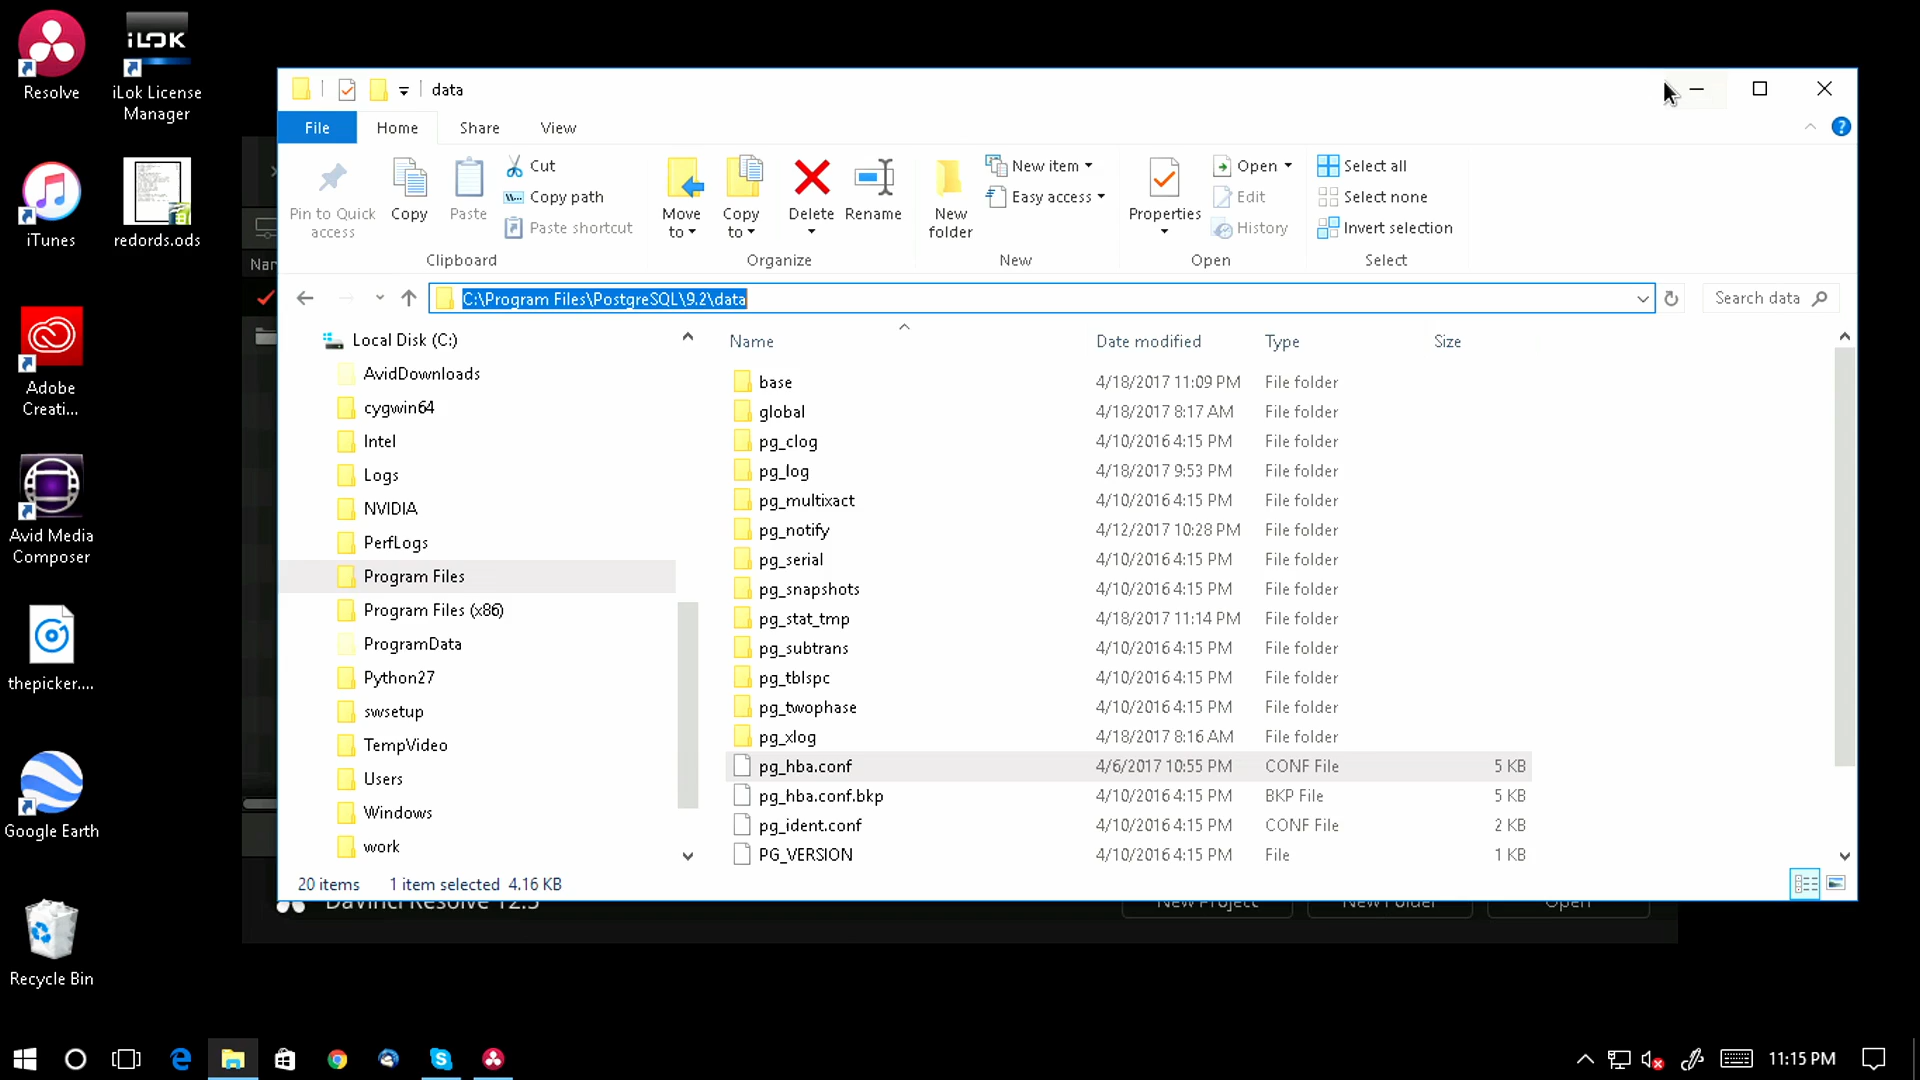 Resolve
iLOK
iLok License
Manager
iTunes
redords.ods
Adobe
Creati...
Avid Media
Composer
thepicker....
Google Earth
Recycle Bin
data
File
Home
Share
View
Pin to Quick
access
Copy
Paste
Cut
Copy path
Paste shortcut
Clipboard
Move
to
Copy
to
Delete
Rename
Organize
New
folder
New item
Easy access
New
Properties
Open
Edit
History
Open
Select all
Select none
Invert selection
Select
Nar
C:\Program Files\PostgreSQL\9.2\data
Search data
Local Disk (C:)
AvidDownloads
cygwin64
Intel
Logs
NVIDIA
PerfLogs
Program Files
Program Files (x86)
ProgramData
Python27
swsetup
TempVideo
Users
Windows
work
Name Date modified Type Size
base 4/18/2017 11:09 PM File folder
global 4/18/2017 8:17 AM File folder
pg_clog 4/10/2016 4:15 PM File folder
pg_log 4/18/2017 9:53 PM File folder
pg_multixact 4/10/2016 4:15 PM File folder
pg_notify 4/12/2017 10:28 PM File folder
pg_serial 4/10/2016 4:15 PM File folder
pg_snapshots 4/10/2016 4:15 PM File folder
pg_stat_tmp 4/18/2017 11:14 PM File folder
pg_subtrans 4/10/2016 4:15 PM File folder
pg_tblspc 4/10/2016 4:15 PM File folder
pg_twophase 4/10/2016 4:15 PM File folder
pg_xlog 4/18/2017 8:16 AM File folder
pg_hba.conf 4/6/2017 10:55 PM CONF File 5 KB
pg_hba.conf.bkp 4/10/2016 4:15 PM BKP File 5 KB
pg_ident.conf 4/10/2016 4:15 PM CONF File 2 KB
PG_VERSION 4/10/2016 4:15 PM File 1 KB
20 items 1 item selected 4.16 KB
DaVinci Resolve 12.5
New Project
New Folder
Open
11:15 PM